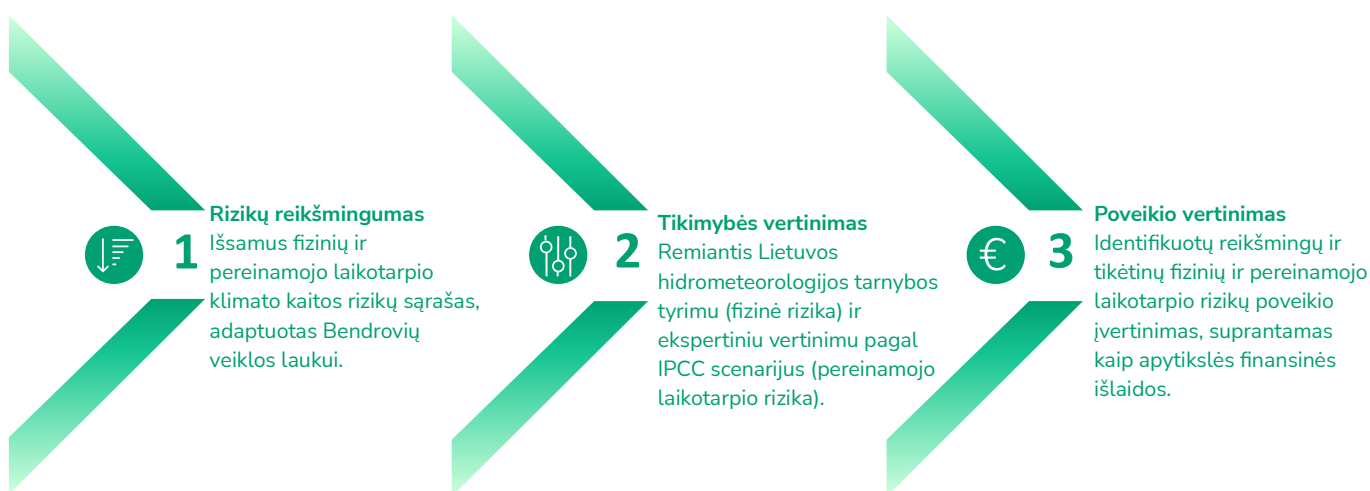 1
Rizikų reikšmingumas
Išsamus fizinių ir
pereinamojo laikotarpio
klimato kaitos rizikų sąrašas,
adaptuotas Bendrovių
veiklos laukui.
2
Tikimybės vertinimas
Remiantis Lietuvos
hidrometeorologijos tarnybos
tyrimu (fizinė rizika) ir
ekspertiniu vertinimu pagal
IPCC scenarijus (pereinamojo
laikotarpio rizika).
€
3
Poveikio vertinimas
Identifikuotų reikšmingų ir
tikėtinų fizinių ir pereinamojo
laikotarpio rizikų poveikio
įvertinimas, suprantamas
kaip apytikslės finansinės
išlaidos.